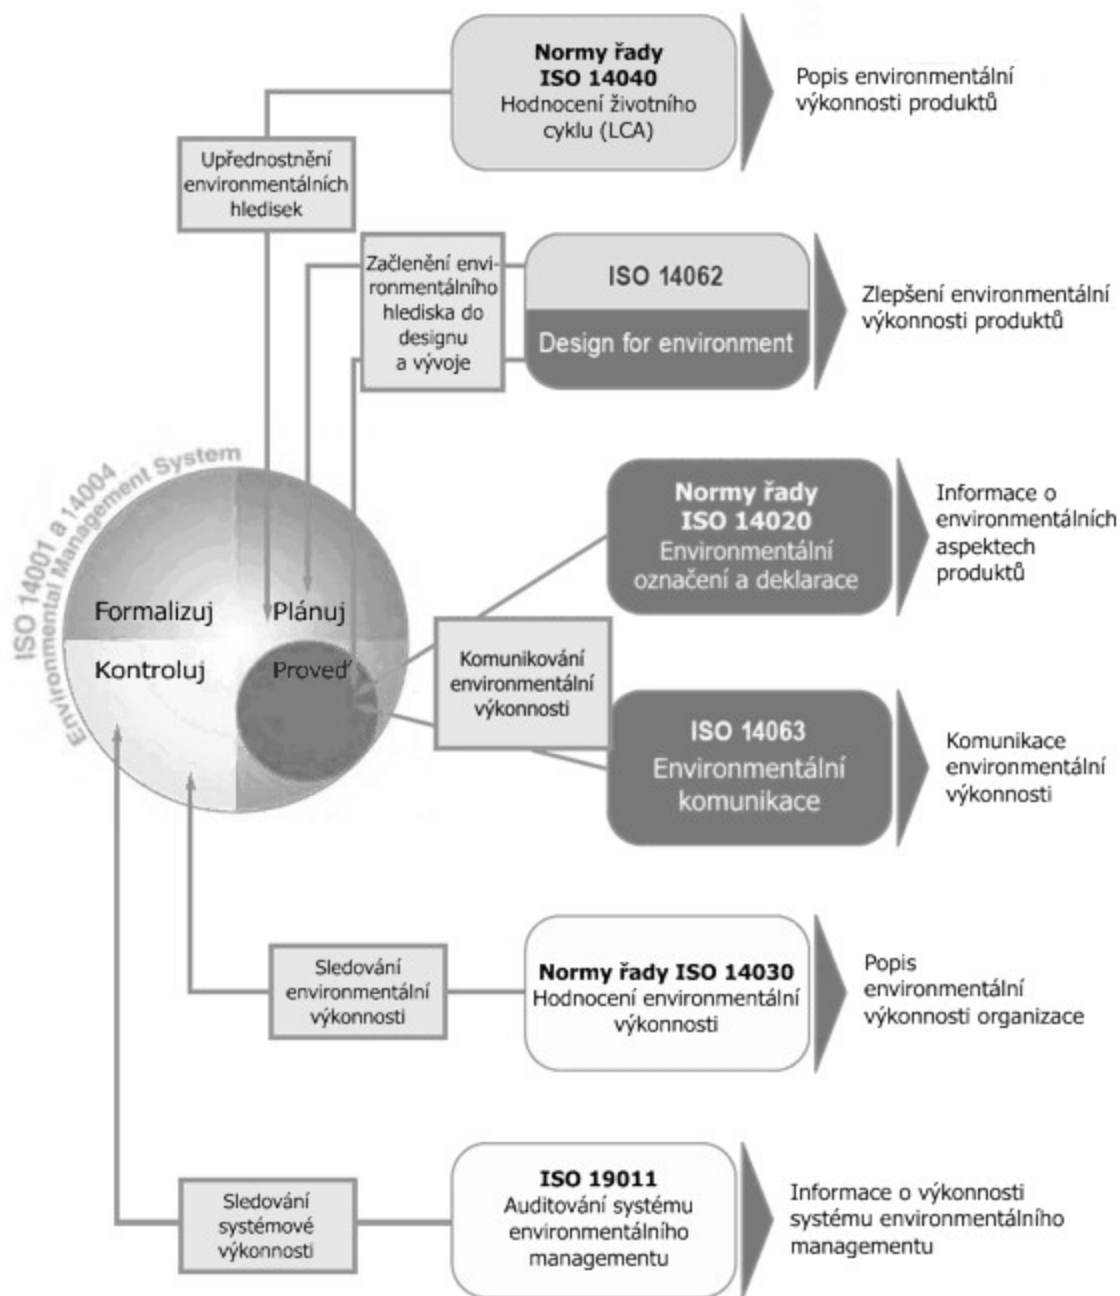 Normy řady
ISO 14040
Hodnocení životního
cyklu (LCA)
Popis environmentální
výkonnosti produktů
Upřednostnění
environmentálních
hledisek
Začlenění envi-
ronmentálního
hlediska do
designu
a vývoje
ISO 14062
Design for environment
Zlepšení environmentální
výkonnosti produktů
ISO 14001 a 14004
Environmental Management System
Formalizuj
Plánuj
Kontroluj
Proveď
Normy řady
ISO 14020
Environmentální
označení a deklarace
Informace o
environmentálních
aspektech
produktů
Komunikování
environmentální
výkonnosti
ISO 14063
Environmentální
komunikace
Komunikace
environmentální
výkonnosti
Sledování
environmentální
výkonnosti
Normy řady ISO 14030
Hodnocení environmentální
výkonnosti
Popis
environmentální
výkonnosti organizace
Sledování
systémové
výkonnosti
ISO 19011
Auditování systému
environmentálního
managementu
Informace o výkonnosti
systému environmentálního
managementu